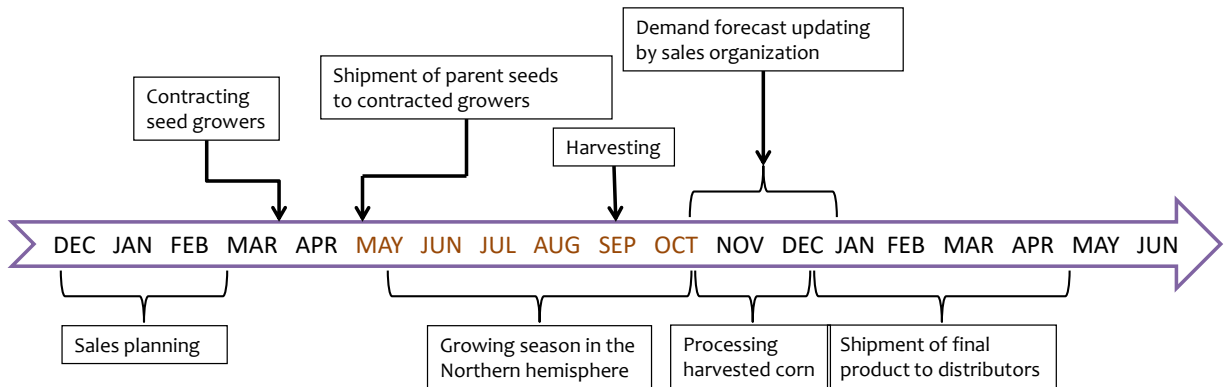 Demand forecast updating
by sales organization
Shipment of parent seeds
to contracted growers
Contracting
seed growers
Harvesting
DEC JAN FEB MAR APR MAY JUN JUL AUG SEP OCT NOV DEC JAN FEB MAR APR MAY JUN
Sales planning
Growing season in the
Northern hemisphere
Processing
harvested corn
Shipment of final
product to distributors